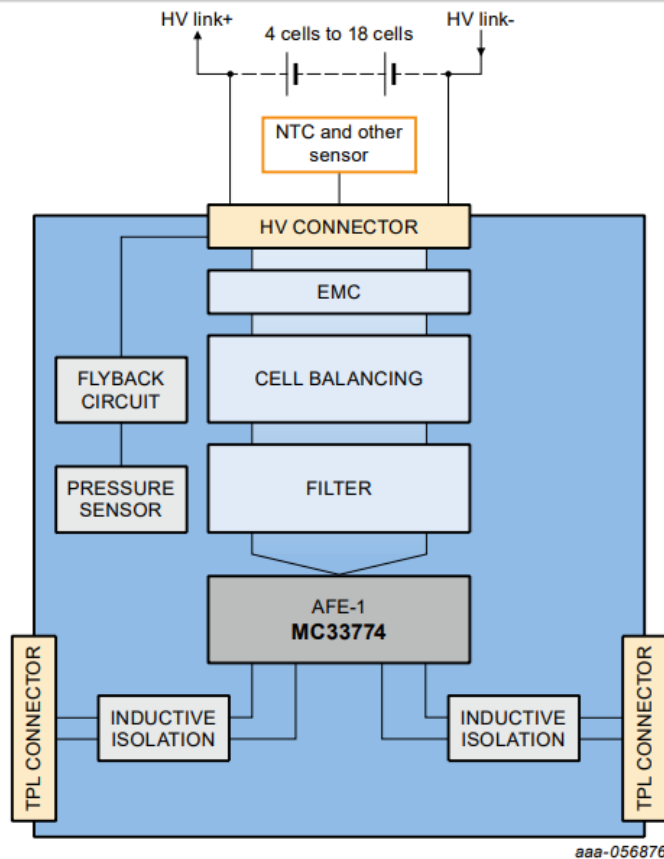 HV link+
4 cells to 18 cells
HV link-
NTC and other
sensor
HV CONNECTOR
EMC
FLYBACK
CIRCUIT
CELL BALANCING
PRESSURE
SENSOR
FILTER
AFE-1
MC33774
TPL CONNECTOR
INDUCTIVE
ISOLATION
INDUCTIVE
ISOLATION
TPL CONNECTOR
aaa-056876